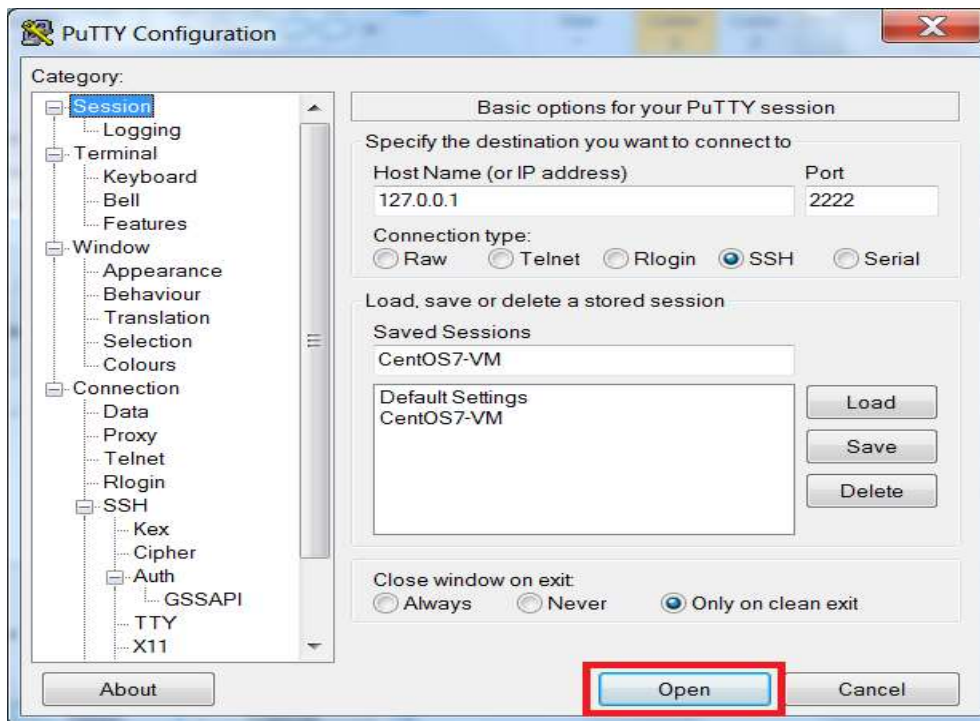 PuTTY Configuration
Category:
Session
Logging
Terminal
Keyboard
Bell
Features
Window
Appearance
Behaviour
Translation
Selection
Colours
Connection
Data
Proxy
Telnet
Rlogin
SSH
Kex
Cipher
Auth
GSSAPI
TTY
X11
Basic options for your PuTTY session
Specify the destination you want to connect to
Host Name (or IP address) Port
127.0.0.1 2222
Connection type:
Raw Telnet Rlogin SSH Serial
Load, save or delete a stored session
Saved Sessions
CentOS7-VM
Default Settings
CentOS7-VM
Load
Save
Delete
Close window on exit:
Always Never Only on clean exit
About Open Cancel